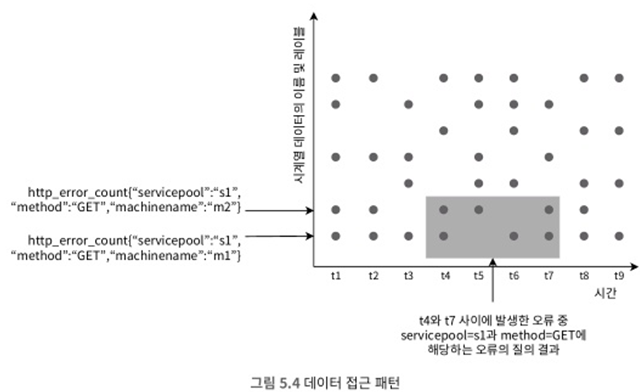 시계열 데이터의 이름 및 레이블
http_error_count{“servicepool”:“s1”,
“method”:“GET”,“machinename”:“m2”}
http_error_count{“servicepool”:“s1”,
“method”:“GET”,“machinename”:“m1”}
t1 t2 t3 t4 t5 t6 t7 t8 t9
시간
t4와 t7 사이에 발생한 오류 중
servicepool=s1과 method=GET에
해당하는 오류의 질의 결과
그림 5.4 데이터 접근 패턴